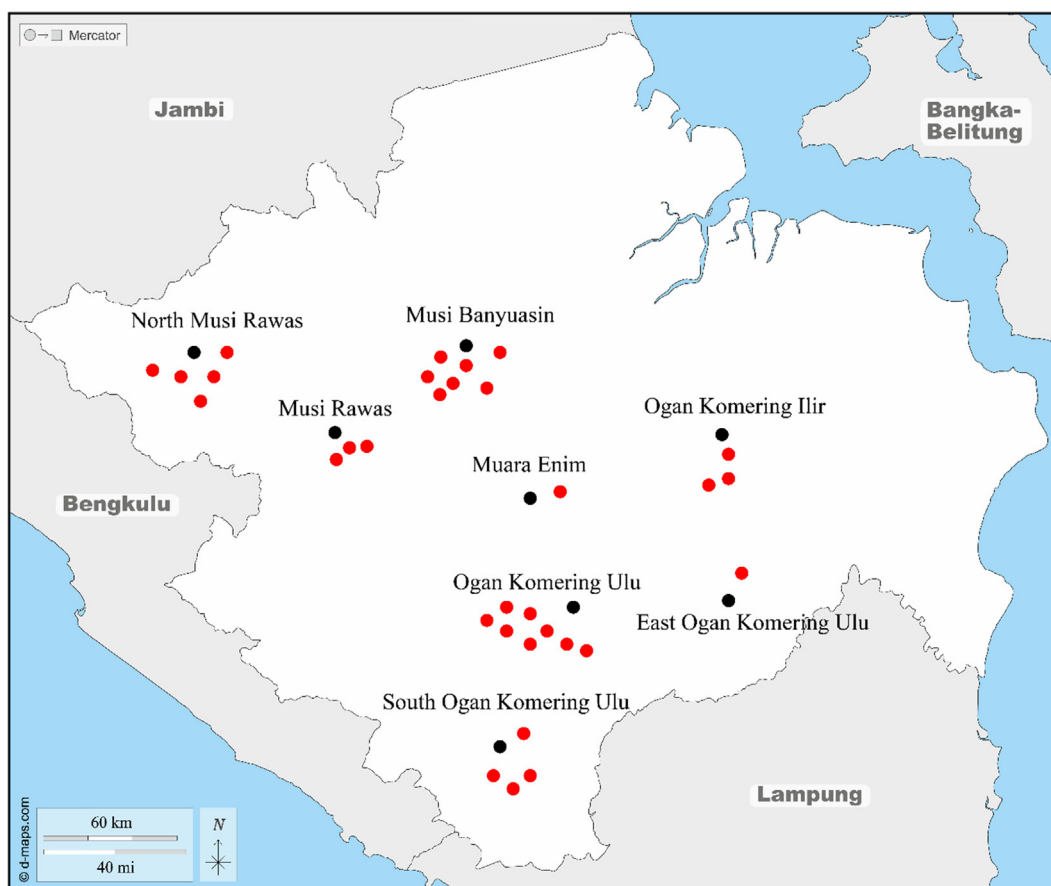 Mercator
Jambi
Bangka-
Belitung
North Musi Rawas
Musi Banyuasin
Musi Rawas
Ogan Komering Ilir
Muara Enim
Bengkulu
Ogan Komering Ulu
East Ogan Komering Ulu
South Ogan Komering Ulu
Lampung
60 km
40 mi
N
© d-maps.com